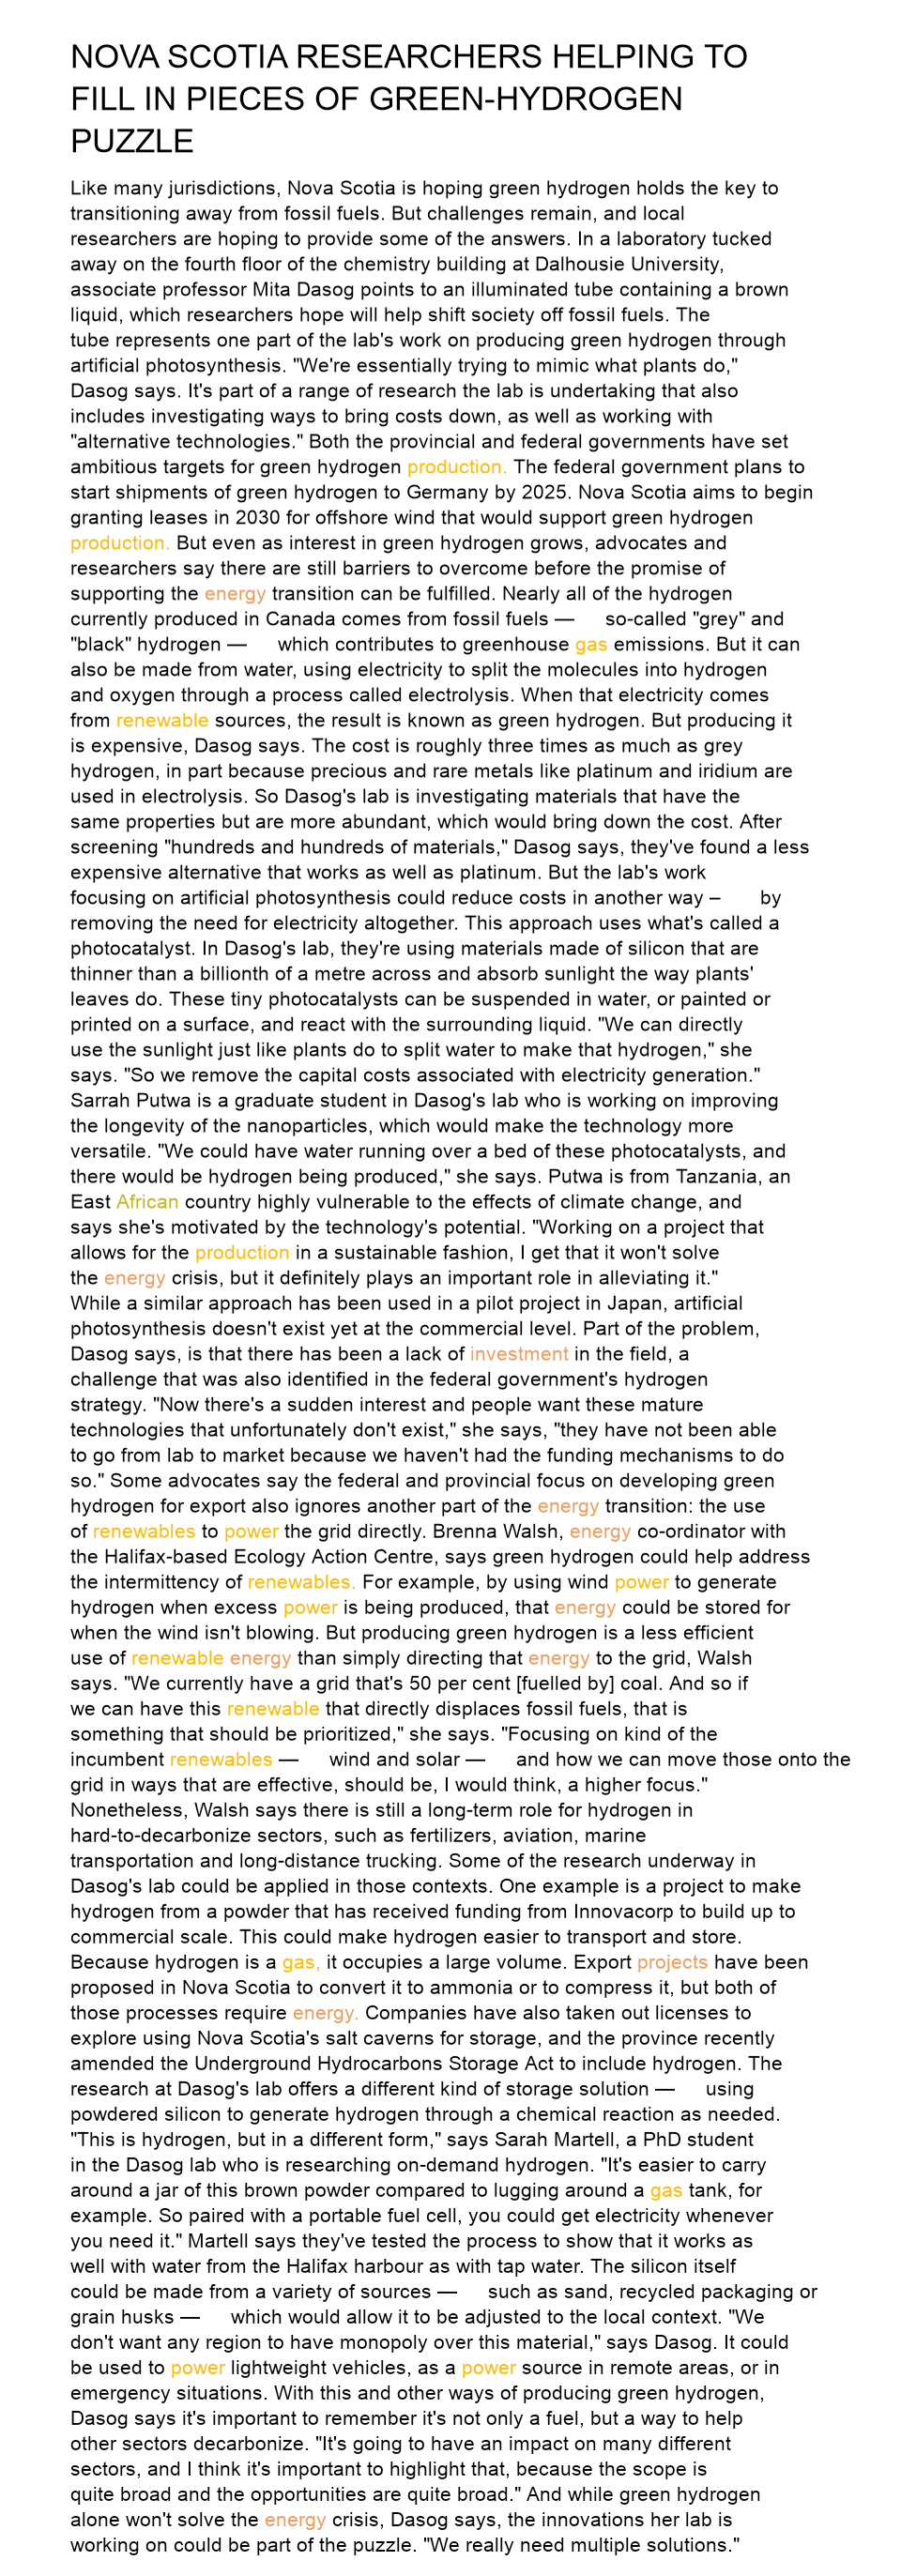 NOVA SCOTIA RESEARCHERS HELPING TO
FILL IN PIECES OF GREEN-HYDROGEN
PUZZLE
Like many jurisdictions, Nova Scotia is hoping green hydrogen holds the key to
transitioning away from fossil fuels. But challenges remain, and local
researchers are hoping to provide some of the answers. In a laboratory tucked
away on the fourth floor of the chemistry building at Dalhousie University,
associate professor Mita Dasog points to an illuminated tube containing a brown
liquid, which researchers hope will help shift society off fossil fuels. The
tube represents one part of the lab's work on producing green hydrogen through
artificial photosynthesis. "We're essentially trying to mimic what plants do,"
Dasog says. It's part of a range of research the lab is undertaking that also
includes investigating ways to bring costs down, as well as working with
"alternative technologies." Both the provincial and federal governments have set
ambitious targets for green hydrogen production. The federal government plans to
start shipments of green hydrogen to Germany by 2025. Nova Scotia aims to begin
granting leases in 2030 for offshore wind that would support green hydrogen
production. But even as interest in green hydrogen grows, advocates and
researchers say there are still barriers to overcome before the promise of
supporting the energy transition can be fulfilled. Nearly all of the hydrogen
currently produced in Canada comes from fossil fuels — so-called "grey" and
"black" hydrogen — which contributes to greenhouse gas emissions. But it can
also be made from water, using electricity to split the molecules into hydrogen
and oxygen through a process called electrolysis. When that electricity comes
from renewable sources, the result is known as green hydrogen. But producing it
is expensive, Dasog says. The cost is roughly three times as much as grey
hydrogen, in part because precious and rare metals like platinum and iridium are
used in electrolysis. So Dasog's lab is investigating materials that have the
same properties but are more abundant, which would bring down the cost. After
screening "hundreds and hundreds of materials," Dasog says, they've found a less
expensive alternative that works as well as platinum. But the lab's work
focusing on artificial photosynthesis could reduce costs in another way – by
removing the need for electricity altogether. This approach uses what's called a
photocatalyst. In Dasog's lab, they're using materials made of silicon that are
thinner than a billionth of a metre across and absorb sunlight the way plants'
leaves do. These tiny photocatalysts can be suspended in water, or painted or
printed on a surface, and react with the surrounding liquid. "We can directly
use the sunlight just like plants do to split water to make that hydrogen," she
says. "So we remove the capital costs associated with electricity generation."
Sarrah Putwa is a graduate student in Dasog's lab who is working on improving
the longevity of the nanoparticles, which would make the technology more
versatile. "We could have water running over a bed of these photocatalysts, and
there would be hydrogen being produced," she says. Putwa is from Tanzania, an
East African country highly vulnerable to the effects of climate change, and
says she's motivated by the technology's potential. "Working on a project that
allows for the production in a sustainable fashion, I get that it won't solve
the energy crisis, but it definitely plays an important role in alleviating it."
While a similar approach has been used in a pilot project in Japan, artificial
photosynthesis doesn't exist yet at the commercial level. Part of the problem,
Dasog says, is that there has been a lack of investment in the field, a
challenge that was also identified in the federal government's hydrogen
strategy. "Now there's a sudden interest and people want these mature
technologies that unfortunately don't exist," she says, "they have not been able
to go from lab to market because we haven't had the funding mechanisms to do
so." Some advocates say the federal and provincial focus on developing green
hydrogen for export also ignores another part of the energy transition: the use
of renewables to power the grid directly. Brenna Walsh, energy co-ordinator with
the Halifax-based Ecology Action Centre, says green hydrogen could help address
the intermittency of renewables. For example, by using wind power to generate
hydrogen when excess power is being produced, that energy could be stored for
when the wind isn't blowing. But producing green hydrogen is a less efficient
use of renewable energy than simply directing that energy to the grid, Walsh
says. "We currently have a grid that's 50 per cent [fuelled by] coal. And so if
we can have this renewable that directly displaces fossil fuels, that is
something that should be prioritized," she says. "Focusing on kind of the
incumbent renewables — wind and solar — and how we can move those onto the
grid in ways that are effective, should be, I would think, a higher focus."
Nonetheless, Walsh says there is still a long-term role for hydrogen in
hard-to-decarbonize sectors, such as fertilizers, aviation, marine
transportation and long-distance trucking. Some of the research underway in
Dasog's lab could be applied in those contexts. One example is a project to make
hydrogen from a powder that has received funding from Innovacorp to build up to
commercial scale. This could make hydrogen easier to transport and store.
Because hydrogen is a gas, it occupies a large volume. Export projects have been
proposed in Nova Scotia to convert it to ammonia or to compress it, but both of
those processes require energy. Companies have also taken out licenses to
explore using Nova Scotia's salt caverns for storage, and the province recently
amended the Underground Hydrocarbons Storage Act to include hydrogen. The
research at Dasog's lab offers a different kind of storage solution — using
powdered silicon to generate hydrogen through a chemical reaction as needed.
"This is hydrogen, but in a different form," says Sarah Martell, a PhD student
in the Dasog lab who is researching on-demand hydrogen. "It's easier to carry
around a jar of this brown powder compared to lugging around a gas tank, for
example. So paired with a portable fuel cell, you could get electricity whenever
you need it." Martell says they've tested the process to show that it works as
well with water from the Halifax harbour as with tap water. The silicon itself
could be made from a variety of sources — such as sand, recycled packaging or
grain husks — which would allow it to be adjusted to the local context. "We
don't want any region to have monopoly over this material," says Dasog. It could
be used to power lightweight vehicles, as a power source in remote areas, or in
emergency situations. With this and other ways of producing green hydrogen,
Dasog says it's important to remember it's not only a fuel, but a way to help
other sectors decarbonize. "It's going to have an impact on many different
sectors, and I think it's important to highlight that, because the scope is
quite broad and the opportunities are quite broad." And while green hydrogen
alone won't solve the energy crisis, Dasog says, the innovations her lab is
working on could be part of the puzzle. "We really need multiple solutions."